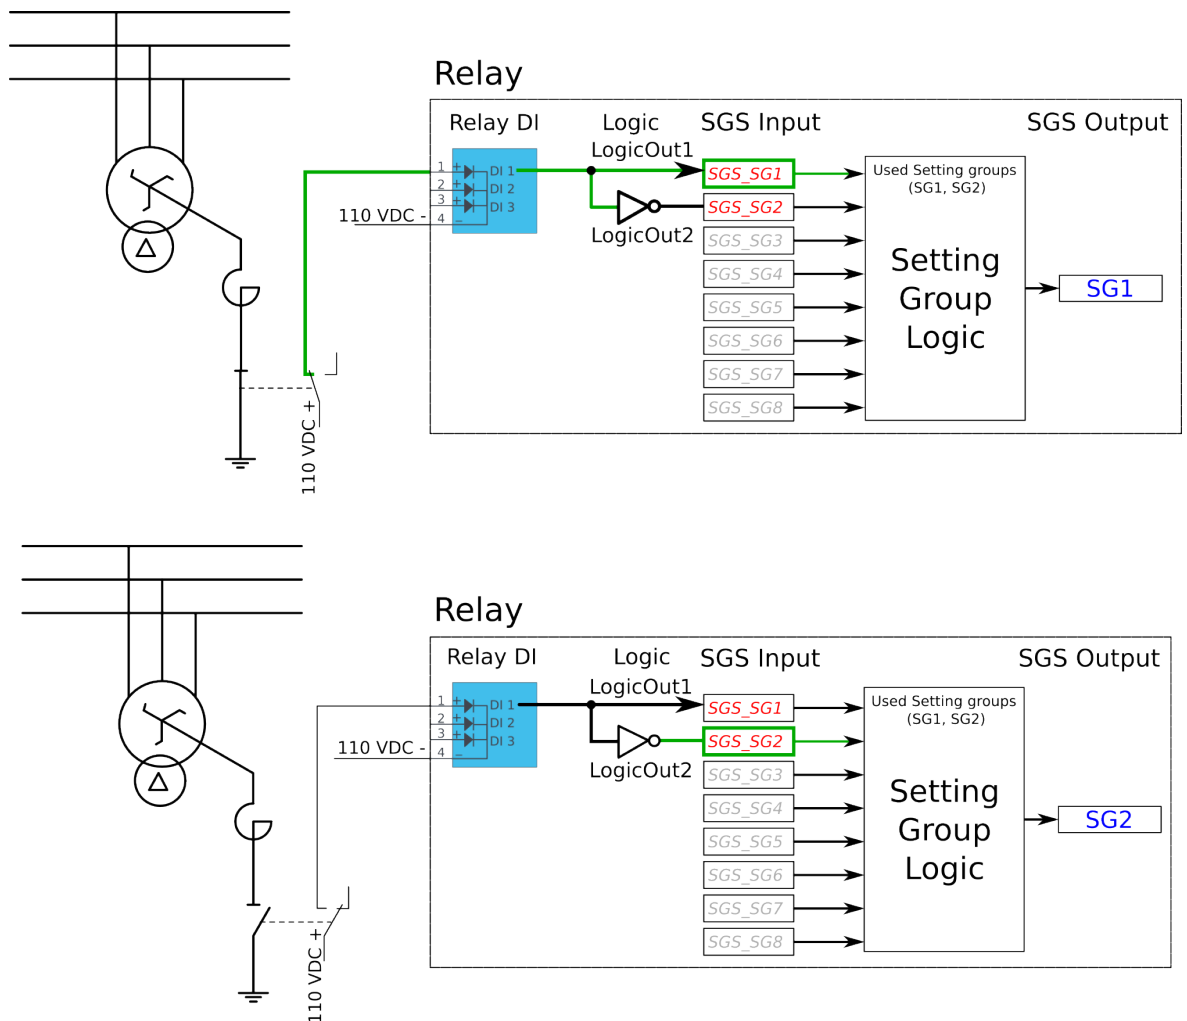 Relay
Relay DI
Logic
SGS Input
SGS Output
LogicOut1
1
+
DI 1
2
+
DI 2
3
+
DI 3
110 VDC -
4
-
LogicOut2
SGS_SG1
SGS_SG2
SGS_SG3
SGS_SG4
SGS_SG5
SGS_SG6
SGS_SG7
SGS_SG8
Used Setting groups
(SG1, SG2)
Setting
Group
Logic
SG1
110 VDC +
Relay
Relay DI
Logic
SGS Input
SGS Output
LogicOut1
1
+
DI 1
2
+
DI 2
3
+
DI 3
110 VDC -
4
-
LogicOut2
SGS_SG1
SGS_SG2
SGS_SG3
SGS_SG4
SGS_SG5
SGS_SG6
SGS_SG7
SGS_SG8
Used Setting groups
(SG1, SG2)
Setting
Group
Logic
SG2
110 VDC +